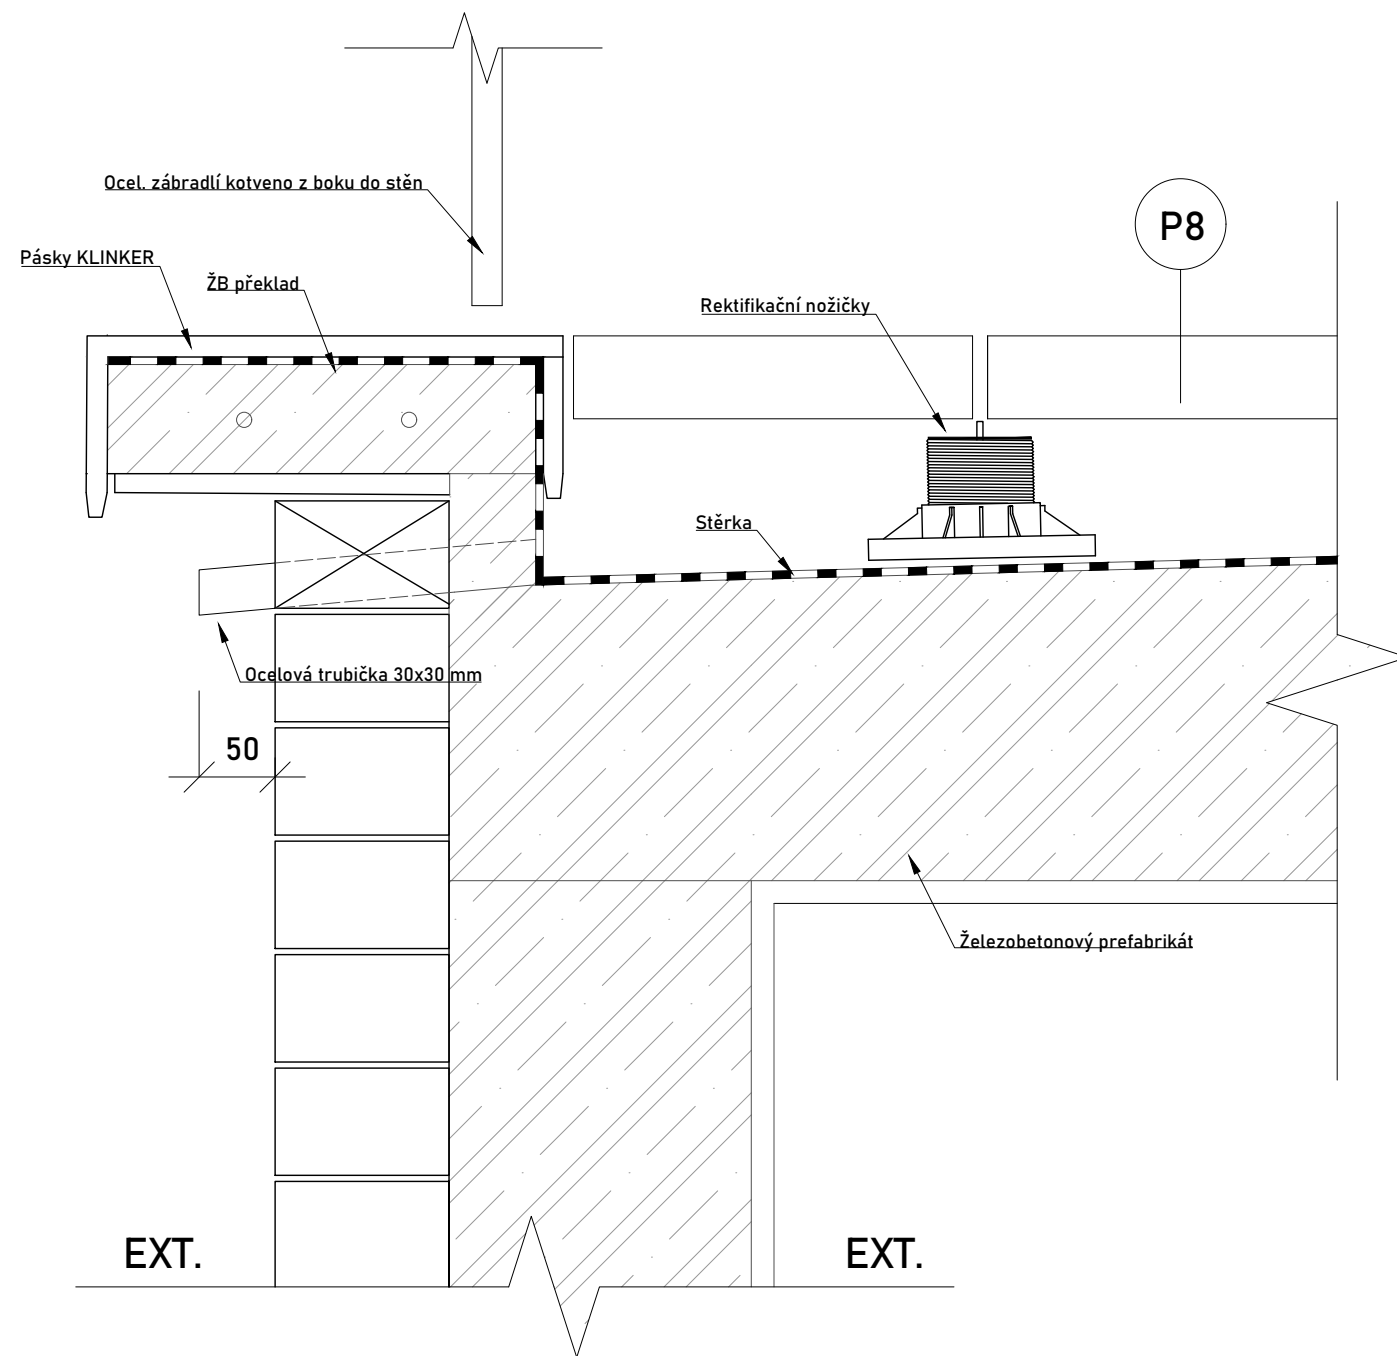 Ocel. zábradlí kotveno z boku do stěn
P8
Pásky KLINKER
ŽB překlad
Rektifikační nožičky
Stěrka
Ocelová trubička 30x30 mm
50
Železobetonový prefabrikát
EXT.
EXT.